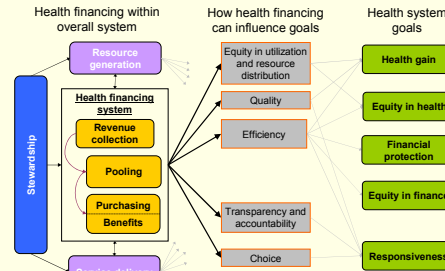 Health financing within
overall system
How health financing
can influence goals
Health system
goals
Resource
generation
Stewardship
Health financing
system
Revenue
collection
Pooling
Purchasing
Benefits
Equity in utilization
and resource
distribution
Quality
Efficiency
Transparency and
accountability
Choice
Health gain
Equity in health
Financial
protection
Equity in finance
Responsiveness